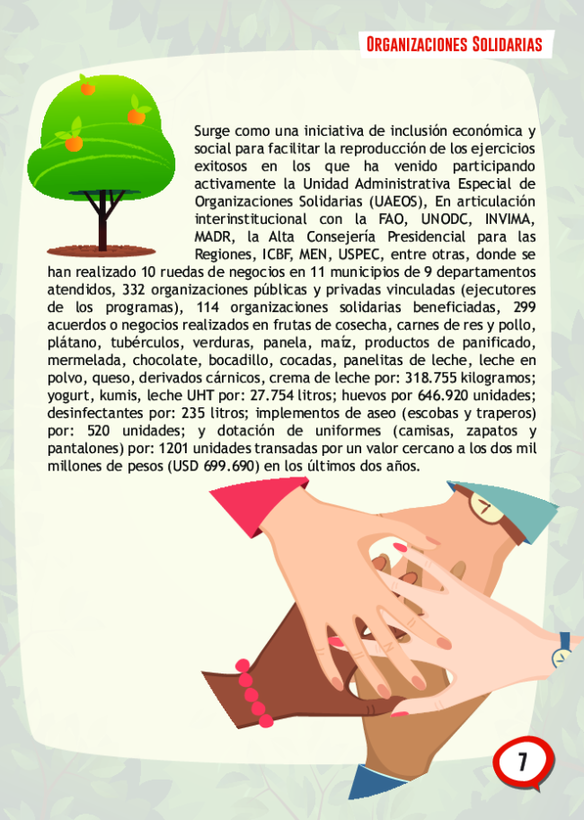 Organizaciones Solidarias
Surge como una iniciativa de inclusión económica y
social para facilitar la reproducción de los ejercicios
exitosos en los que ha venido participando
activamente la Unidad Administrativa Especial de
Organizaciones Solidarias (UAEOS), En articulación
interinstitucional con la FAO, UNODC, INVIMA,
MADR, la Alta Consejería Presidencial para las
Regiones, ICBF, MEN, USPEC, entre otras, donde se
han realizado 10 ruedas de negocios en 11 municipios de 9 departamentos
atendidos, 332 organizaciones públicas y privadas vinculadas (ejecutores
de los programas), 114 organizaciones solidarias beneficiadas, 299
acuerdos o negocios realizados en frutas de cosecha, carnes de res y pollo,
plátano, tubérculos, verduras, panela, maíz, productos de panificado,
mermelada, chocolate, bocadillo, cocadas, panelitas de leche, leche en
polvo, queso, derivados cárnicos, crema de leche por: 318.755 kilogramos;
yogurt, kumis, leche UHT por: 27.754 litros; huevos por 646.920 unidades;
desinfectantes por: 235 litros; implementos de aseo (escobas y traperos)
por: 520 unidades; y dotación de uniformes (camisas, zapatos y
pantalones) por: 1201 unidades transadas por un valor cercano a los dos mil
millones de pesos (USD 699.690) en los últimos dos años.
7